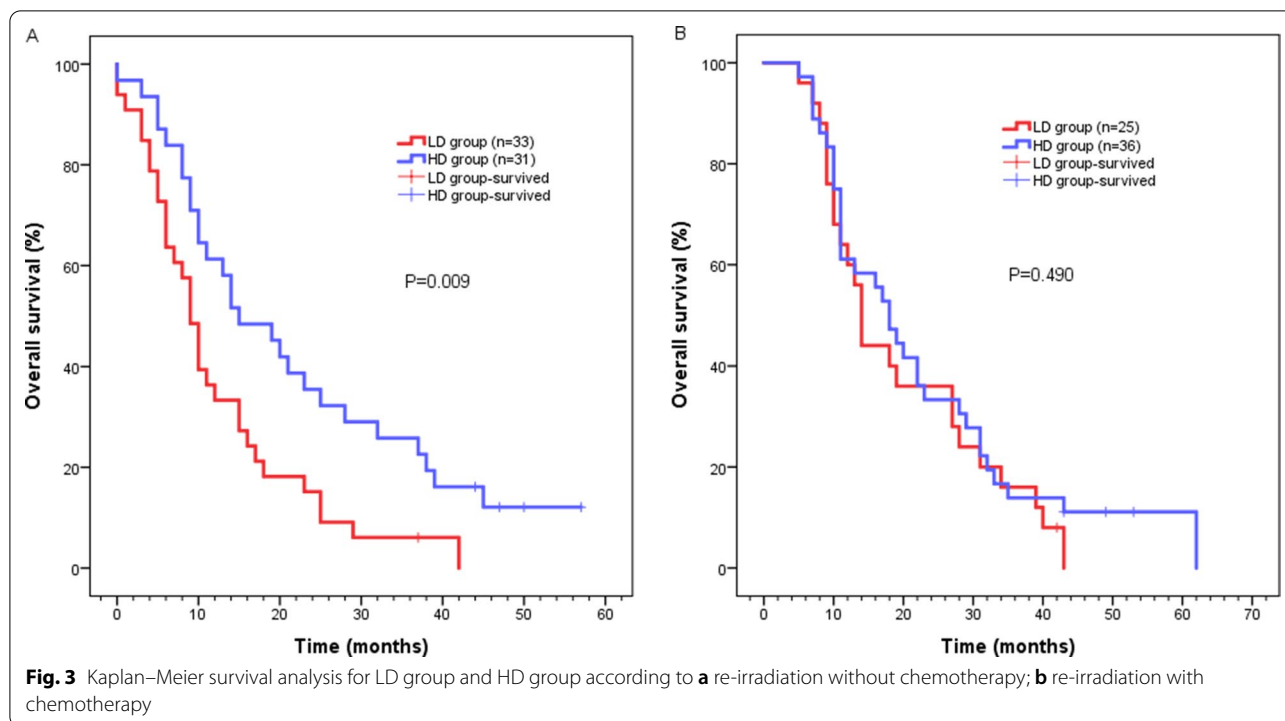 A
Overall survival (%)
100
80
60
40
20
0
LD group (n=33)
HD group (n=31)
LD group-survived
HD group-survived
P=0.009
0 10 20 30 40 50 60
Time (months)
B
Overall survival (%)
100
80
60
40
20
0
LD group (n=25)
HD group (n=36)
LD group-survived
HD group-survived
P=0.490
0 10 20 30 40 50 60 70
Time (months)
Fig. 3 Kaplan–Meier survival analysis for LD group and HD group according to a re-irradiation without chemotherapy; b re-irradiation with
chemotherapy